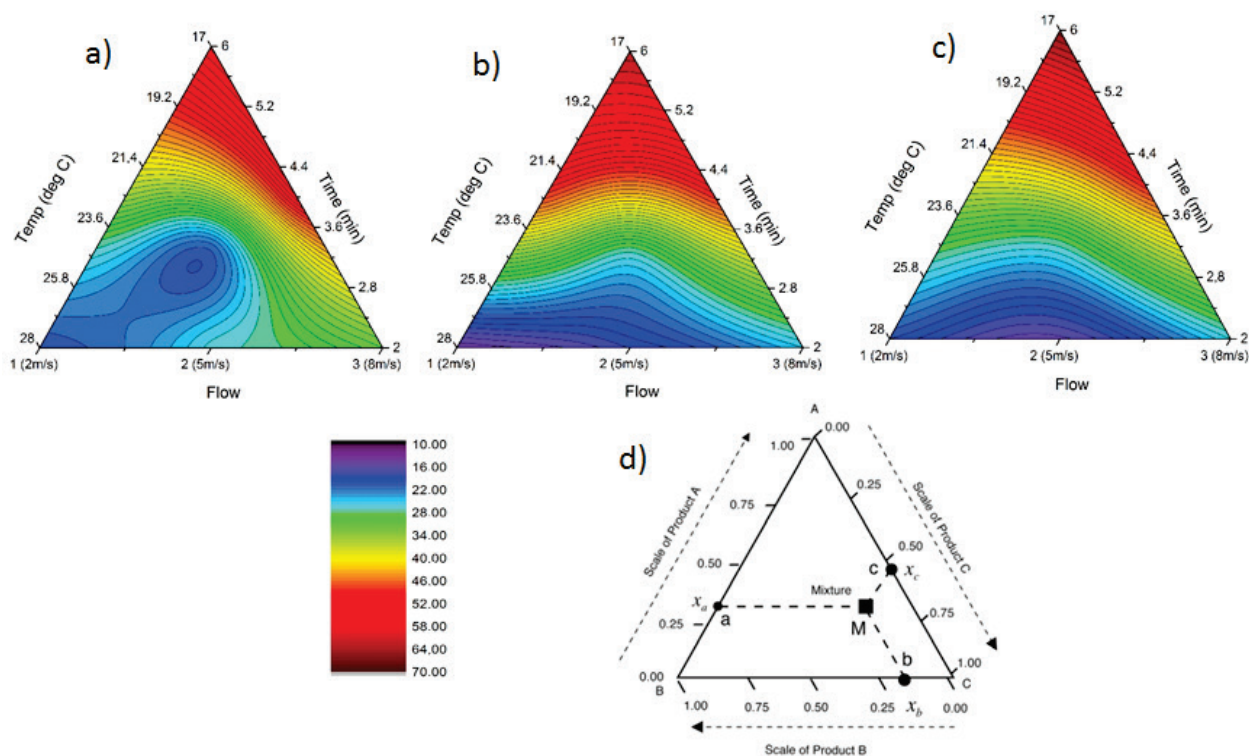 a)
17
6
19.2
5.2
21.4
4.4
23.6
3.6
25.8
2.8
28
2
Temp (deg C)
Time (min)
1 (2m/s)
2 (5m/s)
3 (8m/s)
Flow
b)
17
6
19.2
5.2
21.4
4.4
23.6
3.6
25.8
2.8
28
2
Temp (deg C)
Time (min)
1 (2m/s)
2 (5m/s)
3 (8m/s)
Flow
c)
17
6
19.2
5.2
21.4
4.4
23.6
3.6
25.8
2.8
28
2
Temp (deg C)
Time (min)
1 (2m/s)
2 (5m/s)
3 (8m/s)
Flow
10.00
16.00
22.00
28.00
34.00
40.00
46.00
52.00
58.00
64.00
70.00
d)
A
1.00
0.00
0.75
0.25
0.50
0.50
0.25
0.75
0.00
1.00
Scale of Product A
Scale of Product C
x_a
a
Mixture
M
c
x_c
b
x_b
B
C
1.00
0.75
0.50
0.25
0.00
Scale of Product B